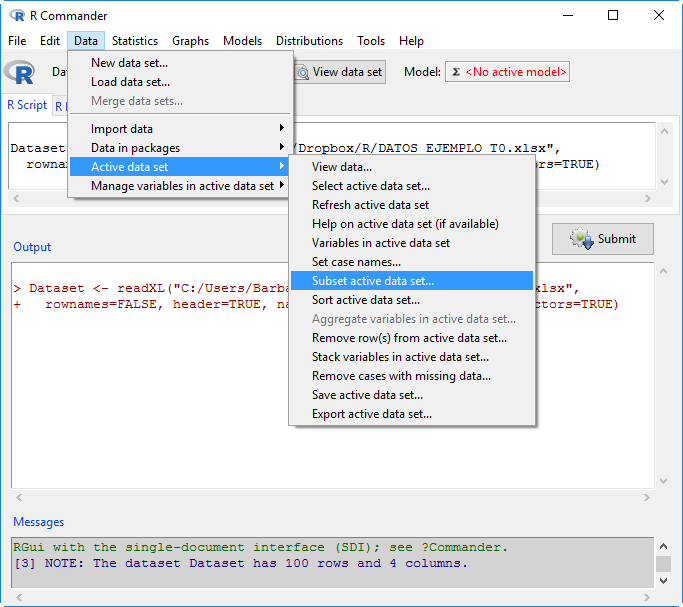 R Commander
File Edit Data Statistics Graphs Models Distributions Tools Help
R Da View data set Model: Σ <No active model>
New data set...
Load data set...
Merge data sets...
Import data
Data in packages
Active data set
Manage variables in active data set
View data...
Select active data set...
Refresh active data set
Help on active data set (if available)
Variables in active data set
Set case names...
Subset active data set...
Sort active data set...
Aggregate variables in active data set...
Remove row(s) from active data set...
Stack variables in active data set...
Remove cases with missing data...
Save active data set...
Export active data set...
R Script R
Dataset /Dropbox/R/DATOS EJEMPLO T0.xlsx",
rownam ors=TRUE)
Submit
Output
> Dataset <- readXL("C:/Users/Barba xlsx",
+ rownames=FALSE, header=TRUE, na ctors=TRUE)
Messages
RGui with the single-document interface (SDI); see ?Commander.
[3] NOTE: The dataset Dataset has 100 rows and 4 columns.